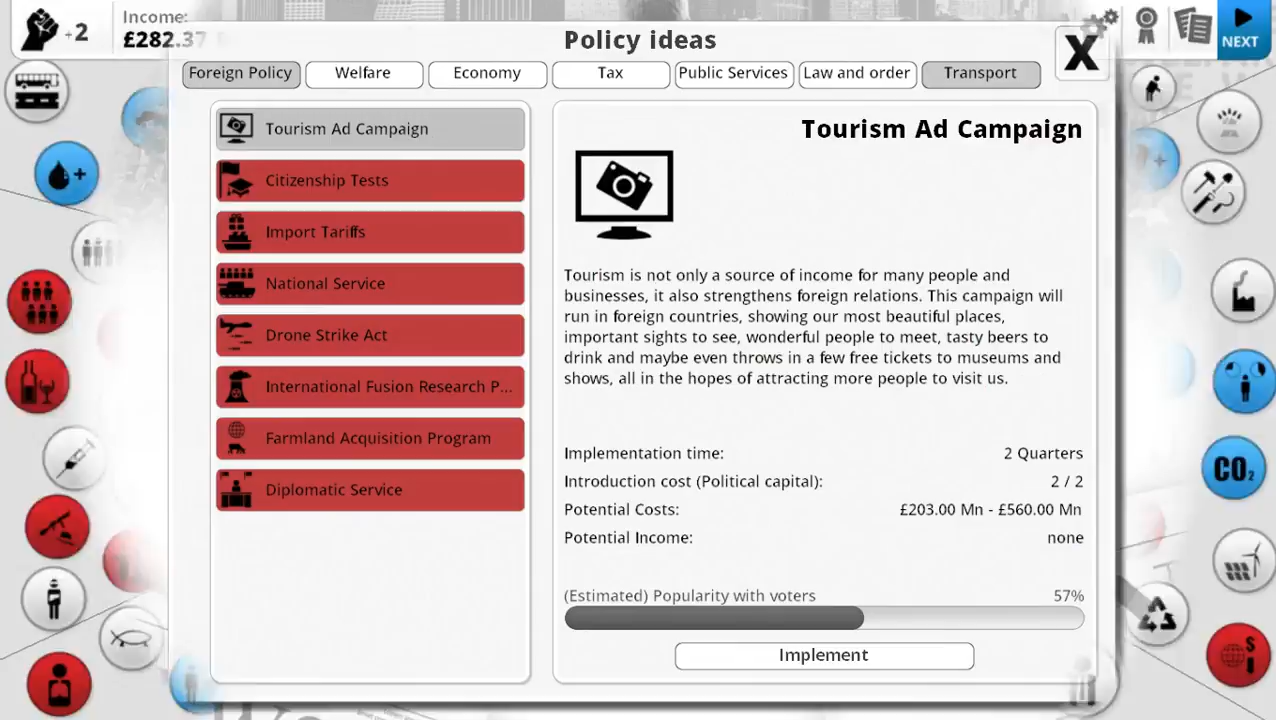 +2
Income:
£282.37
Policy ideas
X
NEXT
Foreign Policy
Welfare
Economy
Tax
Public Services
Law and order
Transport
Tourism Ad Campaign
Citizenship Tests
Import Tariffs
National Service
Drone Strike Act
International Fusion Research P...
Farmland Acquisition Program
Diplomatic Service
Tourism Ad Campaign
Tourism is not only a source of income for many people and
businesses, it also strengthens foreign relations. This campaign will
run in foreign countries, showing our most beautiful places,
important sights to see, wonderful people to meet, tasty beers to
drink and maybe even throws in a few free tickets to museums and
shows, all in the hopes of attracting more people to visit us.
Implementation time: 2 Quarters
Introduction cost (Political capital): 2 / 2
Potential Costs: £203.00 Mn - £560.00 Mn
Potential Income: none
(Estimated) Popularity with voters 57%
Implement
CO₂